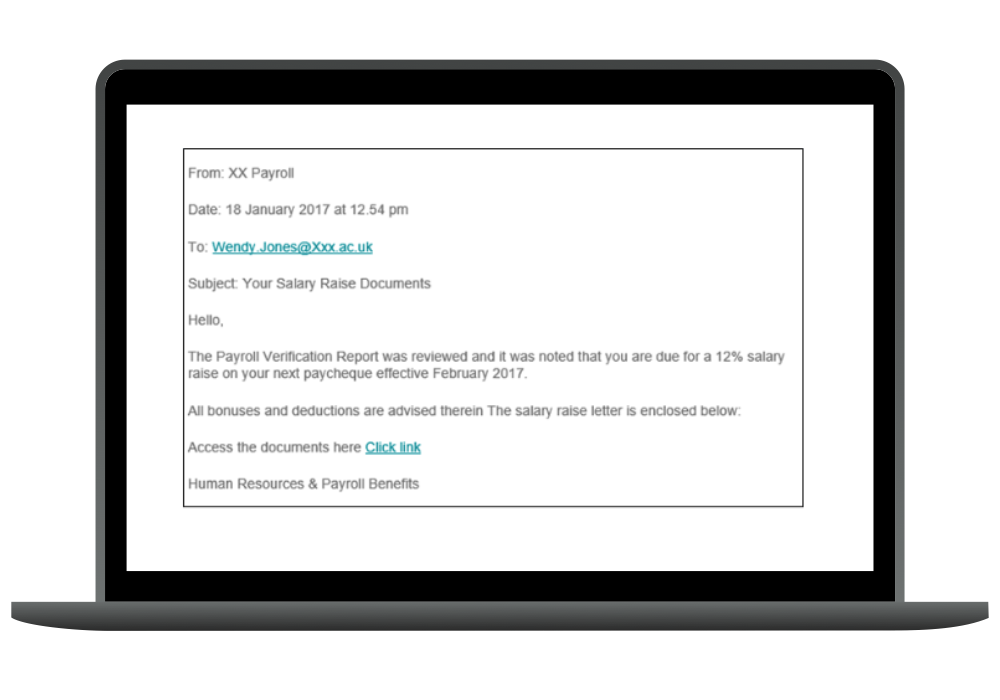 From: XX Payroll
Date: 18 January 2017 at 12.54 pm
To: Wendy.Jones@Xxx.ac.uk
Subject: Your Salary Raise Documents
Hello,
The Payroll Verification Report was reviewed and it was noted that you are due for a 12% salary
raise on your next paycheque effective February 2017.
All bonuses and deductions are advised therein The salary raise letter is enclosed below:
Access the documents here Click link
Human Resources & Payroll Benefits